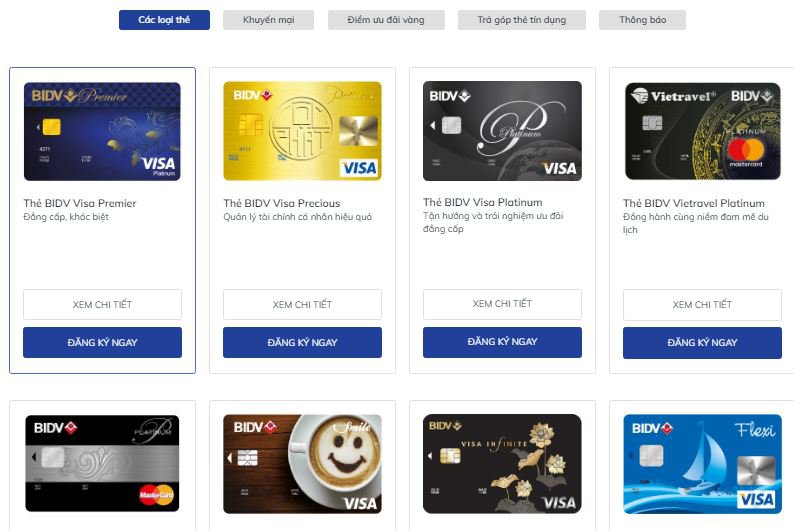 Các loại thẻ
Khuyến mại
Điểm ưu đãi vàng
Trả góp thẻ tín dụng
Thông báo
BIDV Premier
4271
VISA
Platinum
BIDV
Precious
4111
VISA
BIDV
Platinum
VISA
Vietravel®
BIDV
PLATINUM
mastercard
Thẻ BIDV Visa Premier
Đẳng cấp, khác biệt
Thẻ BIDV Visa Precious
Quản lý tài chính cá nhân hiệu quả
Thẻ BIDV Visa Platinum
Tận hưởng và trải nghiệm ưu đãi
đẳng cấp
Thẻ BIDV Vietravel Platinum
Đồng hành cùng niềm đam mê du
lịch
XEM CHI TIẾT
XEM CHI TIẾT
XEM CHI TIẾT
XEM CHI TIẾT
ĐĂNG KÝ NGAY
ĐĂNG KÝ NGAY
ĐĂNG KÝ NGAY
ĐĂNG KÝ NGAY
BIDV
PLATINUM
MasterCard
BIDV
Smile
VISA
BIDV
VISA INFINITE
VISA
BIDV
Flexi
VISA